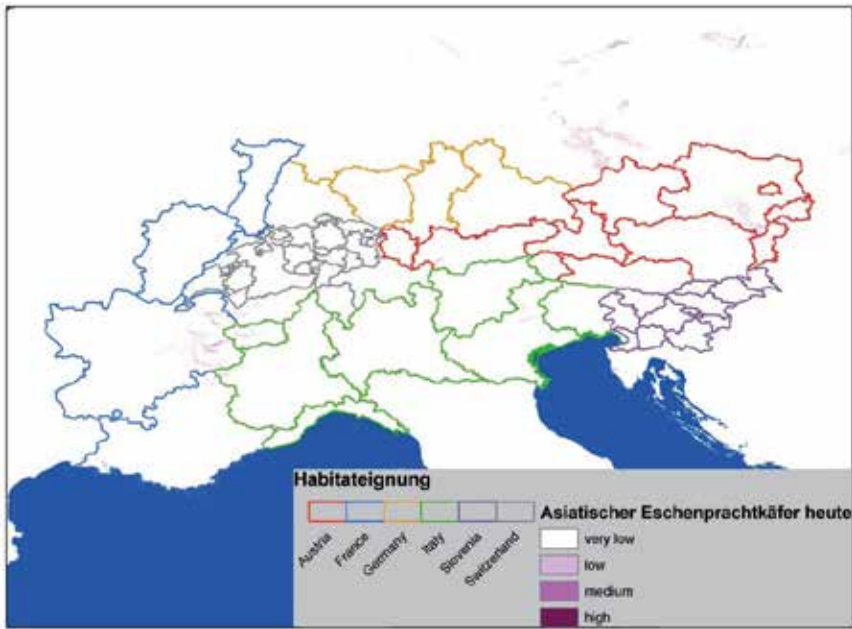 Habitateignung
Austria
France
Germany
Italy
Slovenia
Switzerland
Asiatischer Eschenprachtkäfer heute
very low
low
medium
high